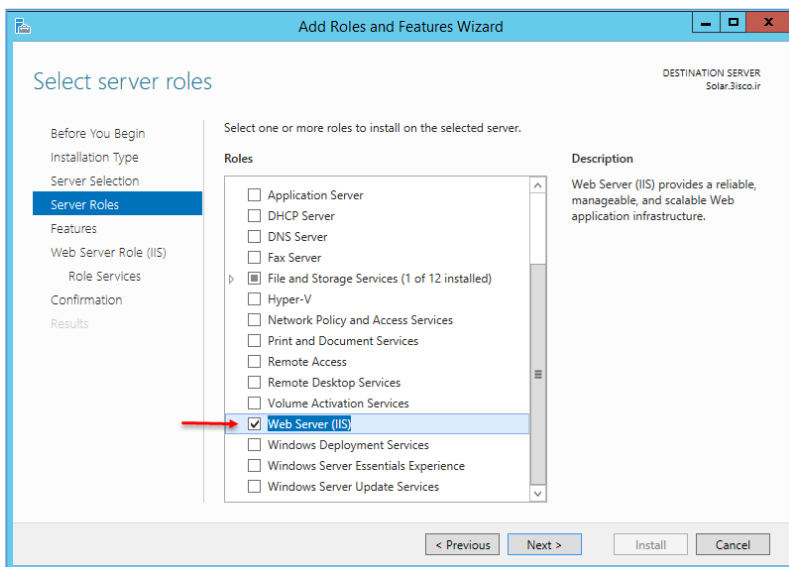 Add Roles and Features Wizard
Select server roles
DESTINATION SERVER
Solar.3isco.ir
Before You Begin
Installation Type
Server Selection
Server Roles
Features
Web Server Role (IIS)
Role Services
Confirmation
Results
Select one or more roles to install on the selected server.
Roles
Application Server
DHCP Server
DNS Server
Fax Server
File and Storage Services (1 of 12 installed)
Hyper-V
Network Policy and Access Services
Print and Document Services
Remote Access
Remote Desktop Services
Volume Activation Services
Web Server (IIS)
Windows Deployment Services
Windows Server Essentials Experience
Windows Server Update Services
Description
Web Server (IIS) provides a reliable,
manageable, and scalable Web
application infrastructure.
< Previous
Next >
Install
Cancel